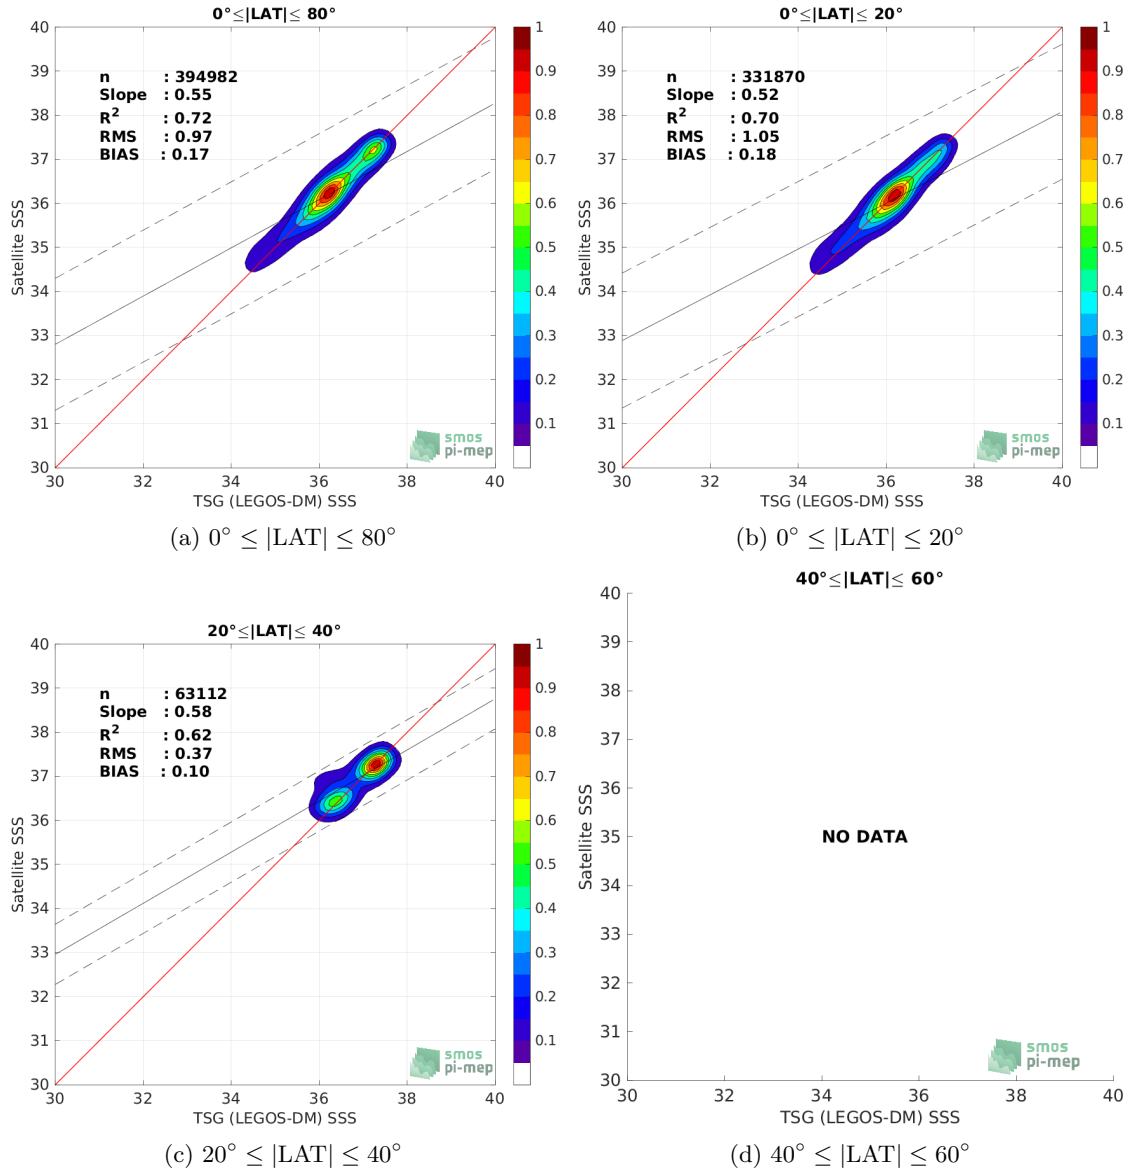 0°≤|LAT|≤ 80°
n : 394982
Slope : 0.55
R² : 0.72
RMS : 0.97
BIAS : 0.17
40
39
38
37
36
35
34
33
32
31
30
30 32 34 36 38 40
Satellite SSS
TSG (LEGOS-DM) SSS
1
0.9
0.8
0.7
0.6
0.5
0.4
0.3
0.2
0.1
smos
pi-mep
(a) 0° ≤ |LAT| ≤ 80°
0°≤|LAT|≤ 20°
n : 331870
Slope : 0.52
R² : 0.70
RMS : 1.05
BIAS : 0.18
40
39
38
37
36
35
34
33
32
31
30
30 32 34 36 38 40
Satellite SSS
TSG (LEGOS-DM) SSS
1
0.9
0.8
0.7
0.6
0.5
0.4
0.3
0.2
0.1
smos
pi-mep
(b) 0° ≤ |LAT| ≤ 20°
20°≤|LAT|≤ 40°
n : 63112
Slope : 0.58
R² : 0.62
RMS : 0.37
BIAS : 0.10
40
39
38
37
36
35
34
33
32
31
30
30 32 34 36 38 40
Satellite SSS
TSG (LEGOS-DM) SSS
1
0.9
0.8
0.7
0.6
0.5
0.4
0.3
0.2
0.1
smos
pi-mep
(c) 20° ≤ |LAT| ≤ 40°
40°≤|LAT|≤ 60°
40
39
38
37
36
35
34
33
32
31
30
30 32 34 36 38 40
Satellite SSS
NO DATA
TSG (LEGOS-DM) SSS
smos
pi-mep
(d) 40° ≤ |LAT| ≤ 60°